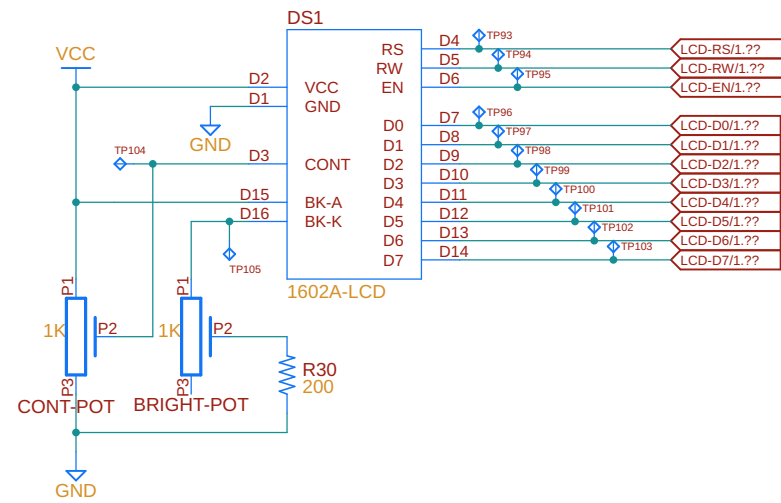 DS1
VCC
D2
D1
D3
D15
D16
VCC
GND
CONT
BK-A
BK-K
GND
TP104
TP105
RS
RW
EN
D0
D1
D2
D3
D4
D5
D6
D7
D4
D5
D6
D7
D8
D9
D10
D11
D12
D13
D14
TP93
TP94
TP95
TP96
TP97
TP98
TP99
TP100
TP101
TP102
TP103
LCD-RS/1.??
LCD-RW/1.??
LCD-EN/1.??
LCD-D0/1.??
LCD-D1/1.??
LCD-D2/1.??
LCD-D3/1.??
LCD-D4/1.??
LCD-D5/1.??
LCD-D6/1.??
LCD-D7/1.??
1602A-LCD
P1
1K
P2
P3
CONT-POT
P1
1K
P2
P3
BRIGHT-POT
R30
200
GND